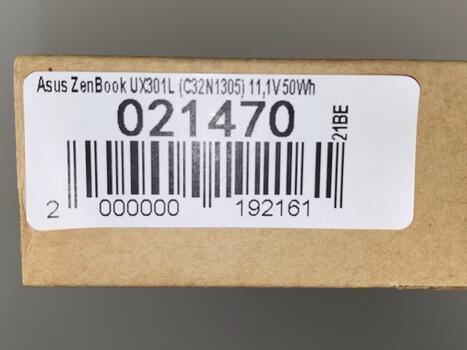 Asus ZenBook UX301L (C32N1305) 11,1V 50Wh
021470
21BE
2 000000 192161